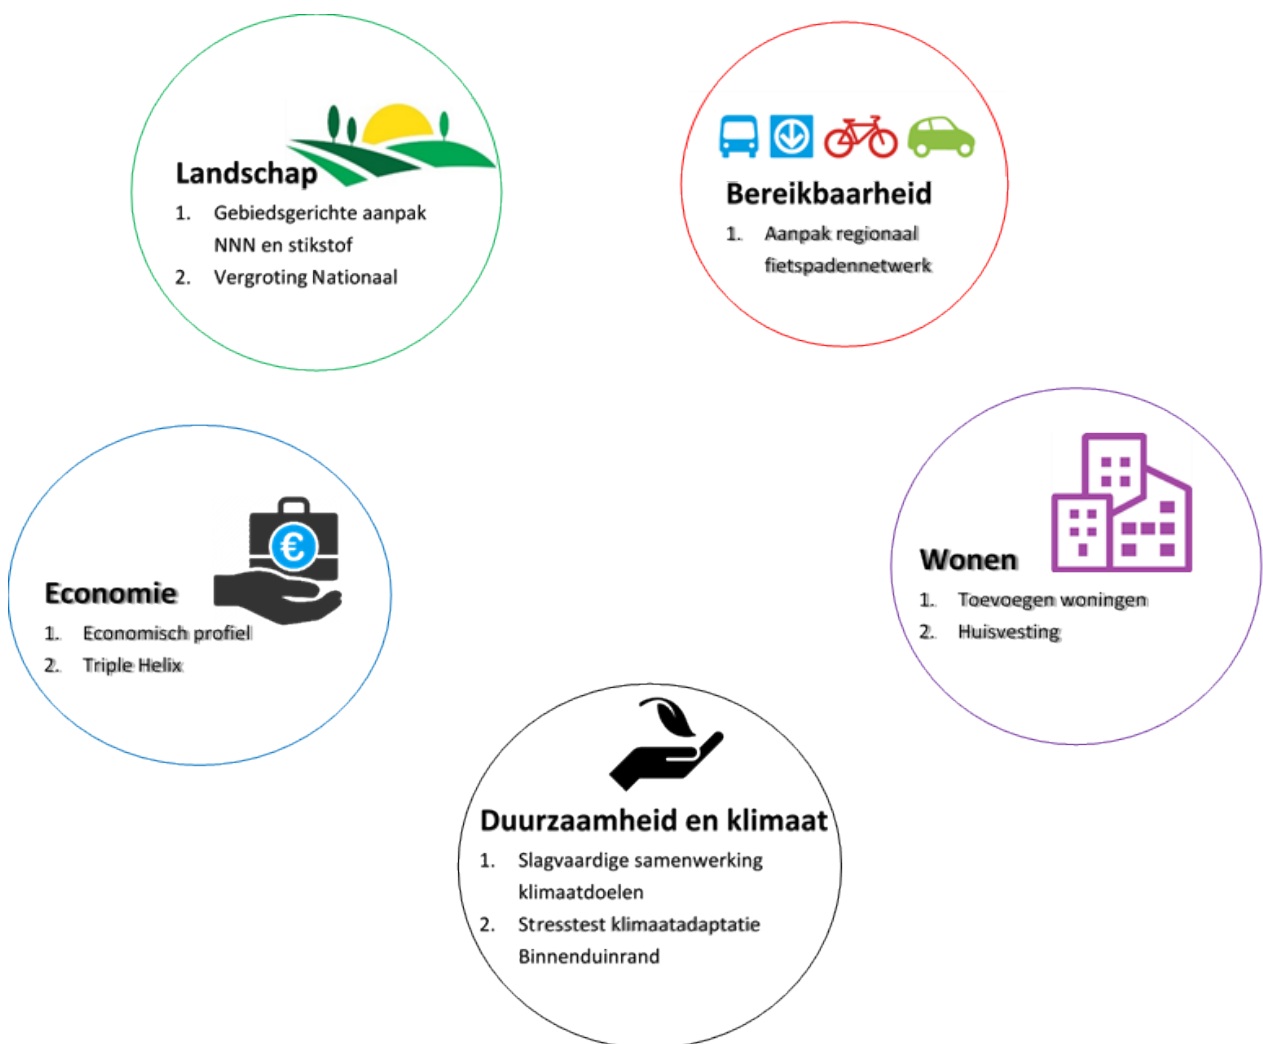 Landschap
1. Gebiedsgerichte aanpak
NNN en stikstof
2. Vergroting Nationaal
Bereikbaarheid
1. Aanpak regionaal
fietspadennetwerk
Economie
1. Economisch profiel
2. Triple Helix
€
Wonen
1. Toevoegen woningen
2. Huisvesting
Duurzaamheid en klimaat
1. Slagvaardige samenwerking
klimaatdoelen
2. Stresstest klimaatadaptatie
Binnenduinrand